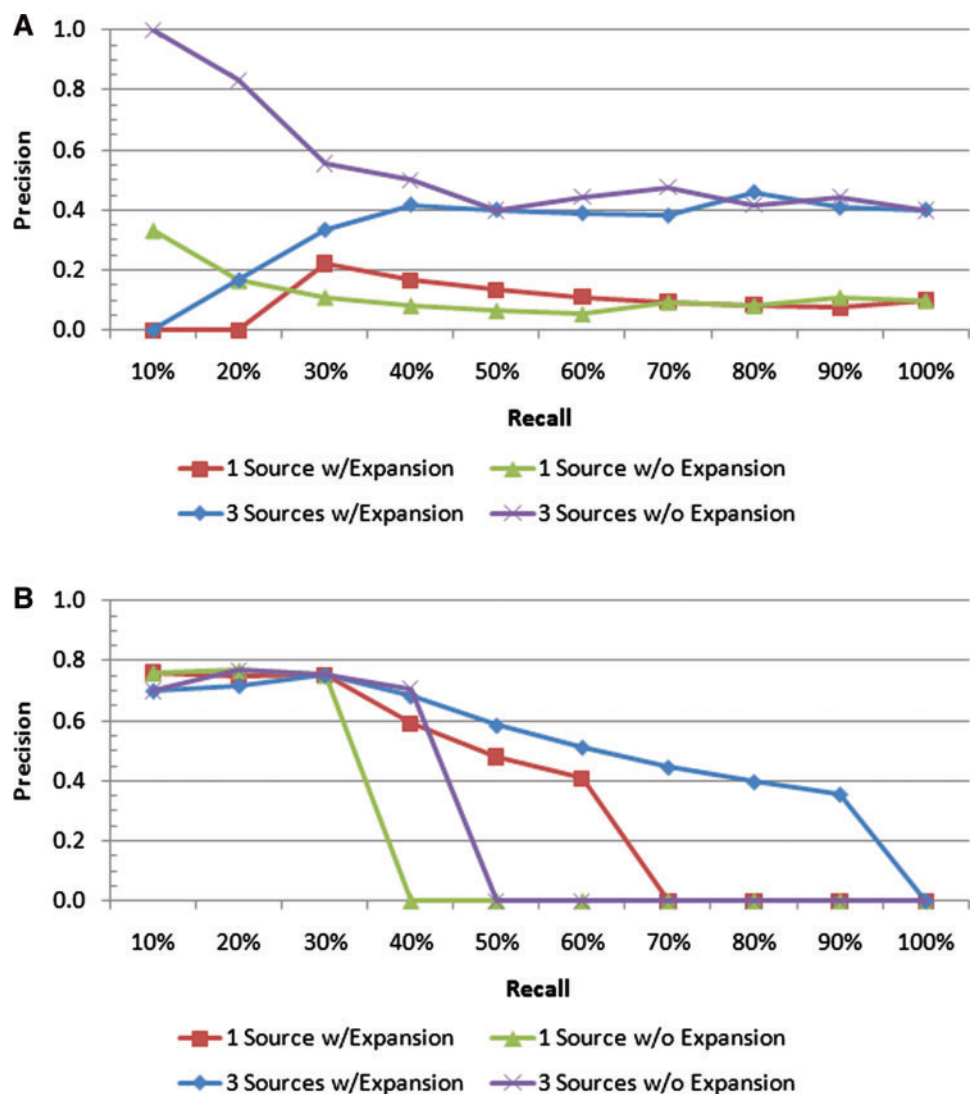 A
1.0
0.8
0.6
0.4
0.2
0.0
Precision
10% 20% 30% 40% 50% 60% 70% 80% 90% 100%
Recall
1 Source w/Expansion 1 Source w/o Expansion
3 Sources w/Expansion 3 Sources w/o Expansion
B
1.0
0.8
0.6
0.4
0.2
0.0
Precision
10% 20% 30% 40% 50% 60% 70% 80% 90% 100%
Recall
1 Source w/Expansion 1 Source w/o Expansion
3 Sources w/Expansion 3 Sources w/o Expansion